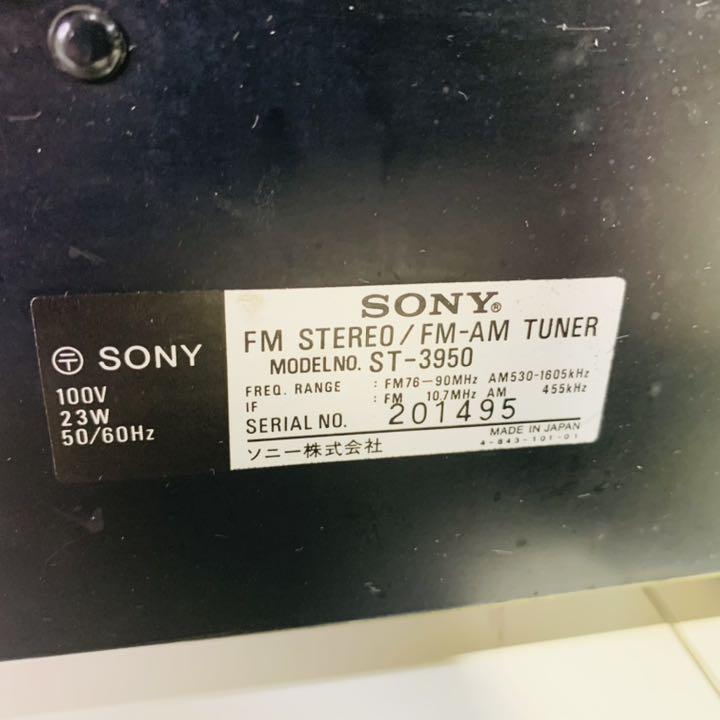 〶 SONY
100V
23W
50/60Hz
SONY®
FM STEREO/FM-AM TUNER
MODEL NO. ST-3950
FREQ. RANGE : FM76-90MHz AM530-1605kHz
IF : FM 10.7MHz AM 455kHz
SERIAL NO. 201495
MADE IN JAPAN
ソニー株式会社
4-843-101-01